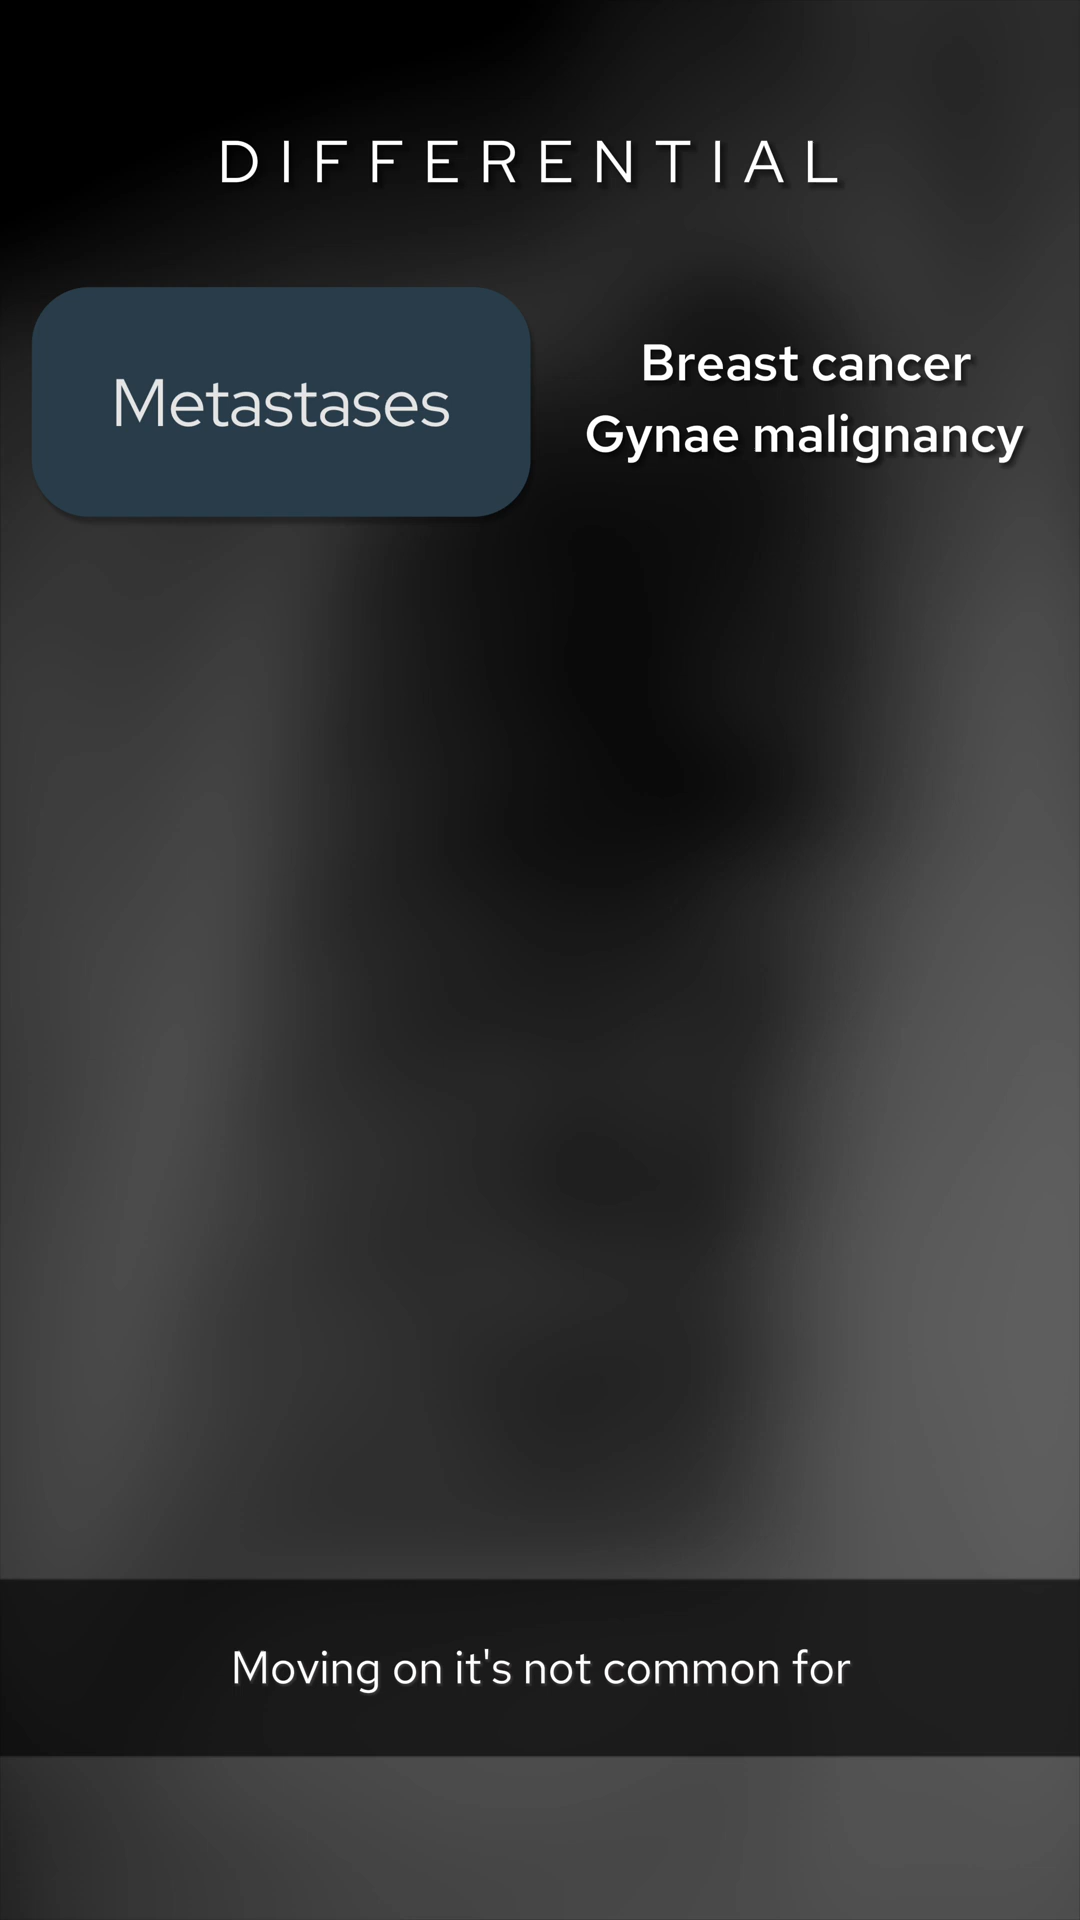 DIFFERENTIAL
Metastases
Breast cancer
Gynae malignancy
Moving on it's not common for